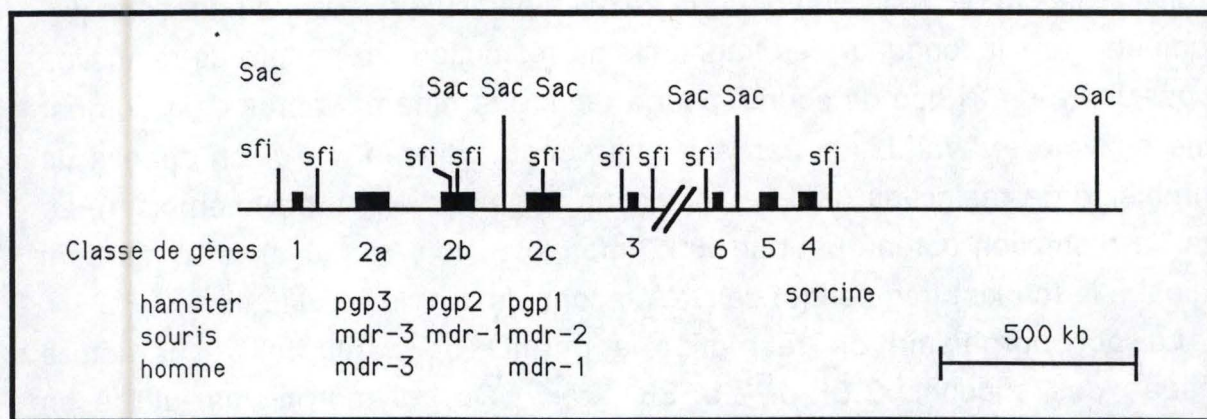 Sac
Sac Sac Sac Sac Sac Sac
sfi sfi sfi sfi sfi sfi sfi sfi sfi
Classe de gènes 1 2a 2b 2c 3 6 5 4
hamster pgp3 pgp2 pgp1 sorcine
souris mdr-3 mdr-1 mdr-2
homme mdr-3 mdr-1
500 kb